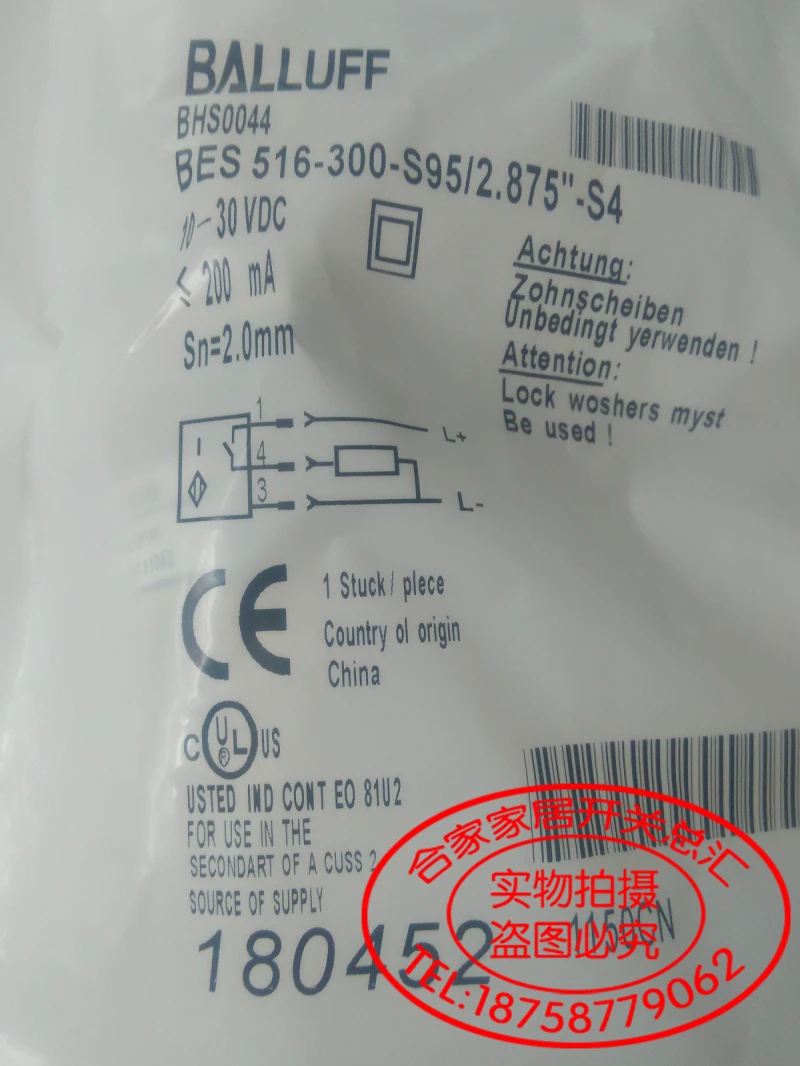 BALLUFF
BHS0044
BES 516-300-S95/2.875"-S4
10-30 VDC
≤ 200 mA
Sn=2.0mm
Achtung:
Zohnscheiben
Unbedingt yerwenden !
Attention:
Lock woshers myst
Be used !
1
L+
4
3
L-
CE
1 Stuck/ plece
Country ol origin
China
C UL US
USTED IND CONT EO 81U2
FOR USE IN THE
SECONDART OF A CUSS 2
SOURCE OF SUPPLY
180452
1150CN
合家家居开关总汇
实物拍摄
盗图必究
TEL:18758779062